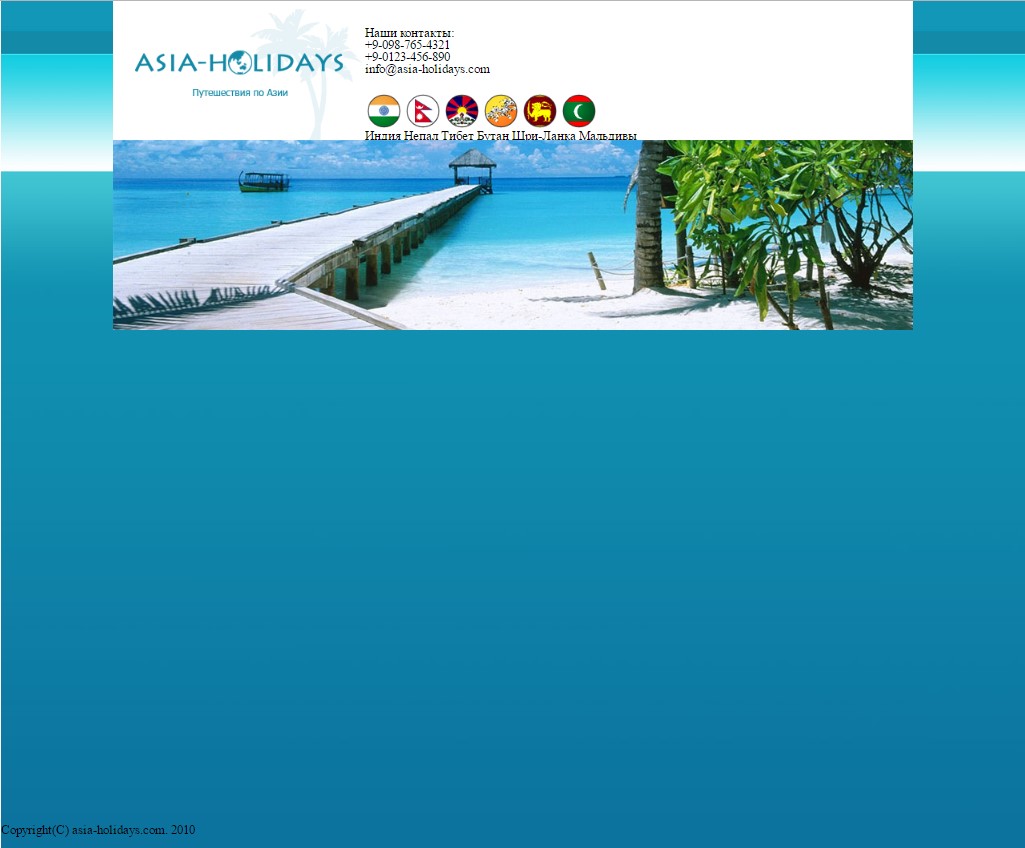 ASIA-HOLIDAYS
Путешествия по Азии
Наши контакты:
+9-098-765-4321
+9-0123-456-890
info@asia-holidays.com
Индия Непал Тибет Бутан Шри-Ланка Мальдивы
Copyright(C) asia-holidays.com. 2010